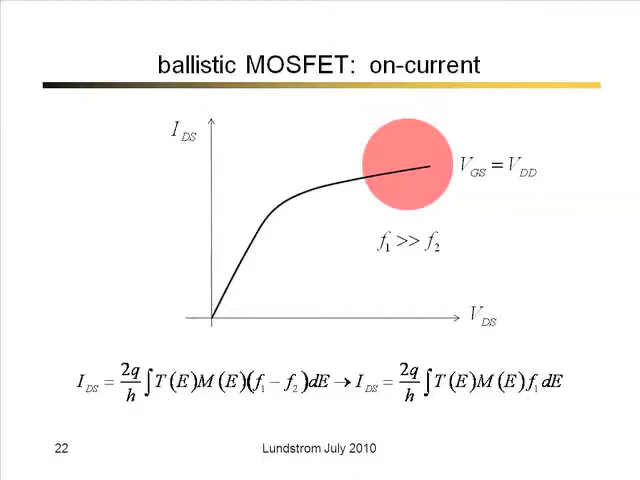 ballistic MOSFET: on-current
I_DS
V_GS = V_DD
f_1 >> f_2
V_DS
I_DS = 2q/h ∫ T(E)M(E)(f_1 − f_2)dE → I_DS = 2q/h ∫ T(E)M(E)f_1 dE
22 Lundstrom July 2010